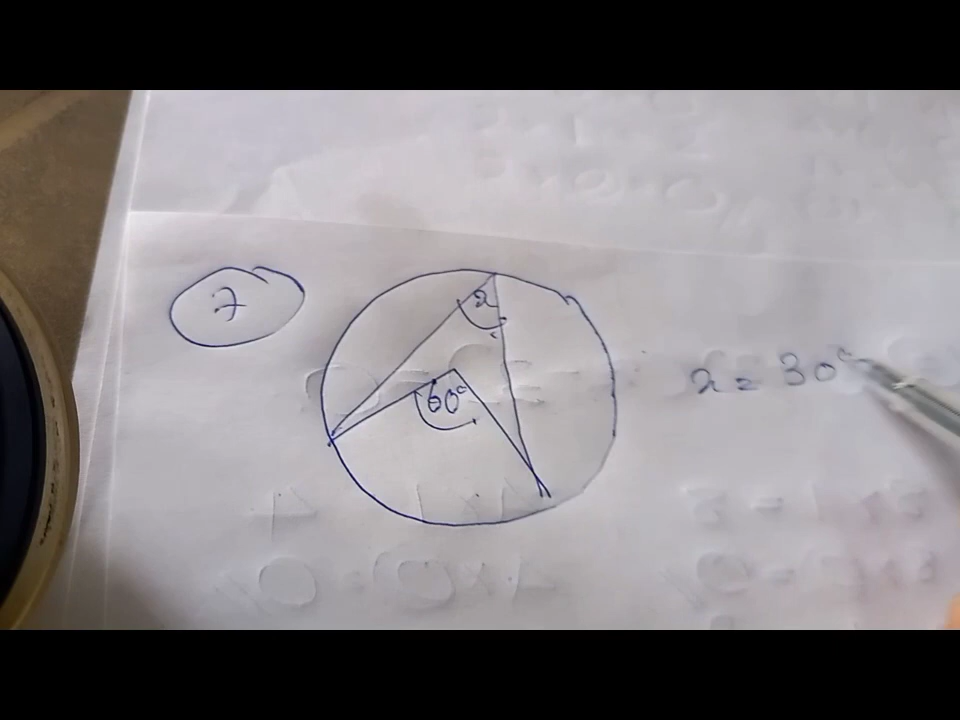 7
x
60°
x = 30°